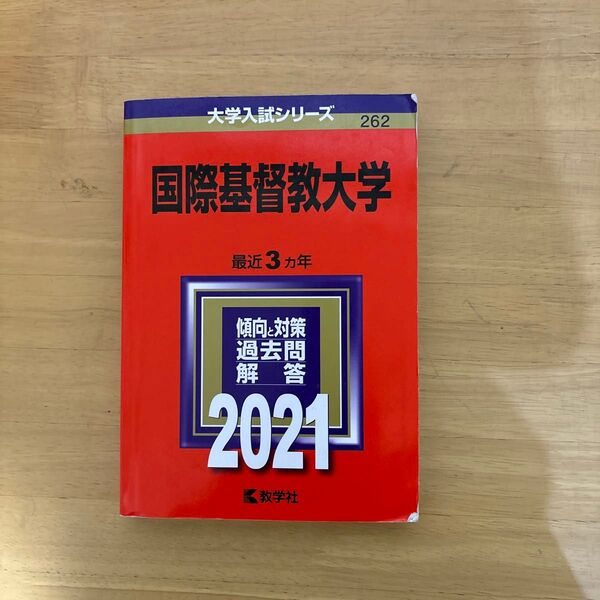 大学入試シリーズ
262
国際基督教大学
最近3ヵ年
傾向と対策
過去問
解答
2021
教学社